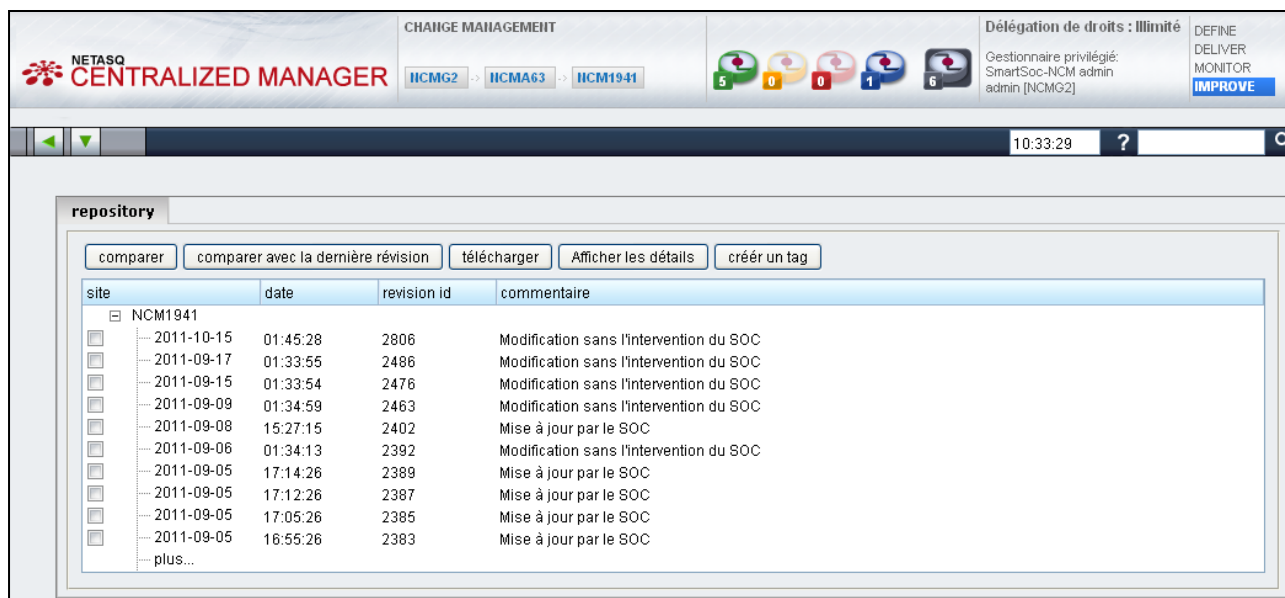 NETASQ
CENTRALIZED MANAGER
CHANGE MANAGEMENT
NCMG2 -> NCMA63 -> NCM1941
5 0 0 1 6
Délégation de droits : Illimité
Gestionnaire privilégié:
SmartSoc-NCM admin
admin [NCMG2]
DEFINE
DELIVER
MONITOR
IMPROVE
10:33:29 ?
repository
comparer comparer avec la dernière révision télécharger Afficher les détails créér un tag
site date revision id commentaire
NCM1941
2011-10-15 01:45:28 2806 Modification sans l'intervention du SOC
2011-09-17 01:33:55 2486 Modification sans l'intervention du SOC
2011-09-15 01:33:54 2476 Modification sans l'intervention du SOC
2011-09-09 01:34:59 2463 Modification sans l'intervention du SOC
2011-09-08 15:27:15 2402 Mise à jour par le SOC
2011-09-06 01:34:13 2392 Modification sans l'intervention du SOC
2011-09-05 17:14:26 2389 Mise à jour par le SOC
2011-09-05 17:12:26 2387 Mise à jour par le SOC
2011-09-05 17:05:26 2385 Mise à jour par le SOC
2011-09-05 16:55:26 2383 Mise à jour par le SOC
plus...